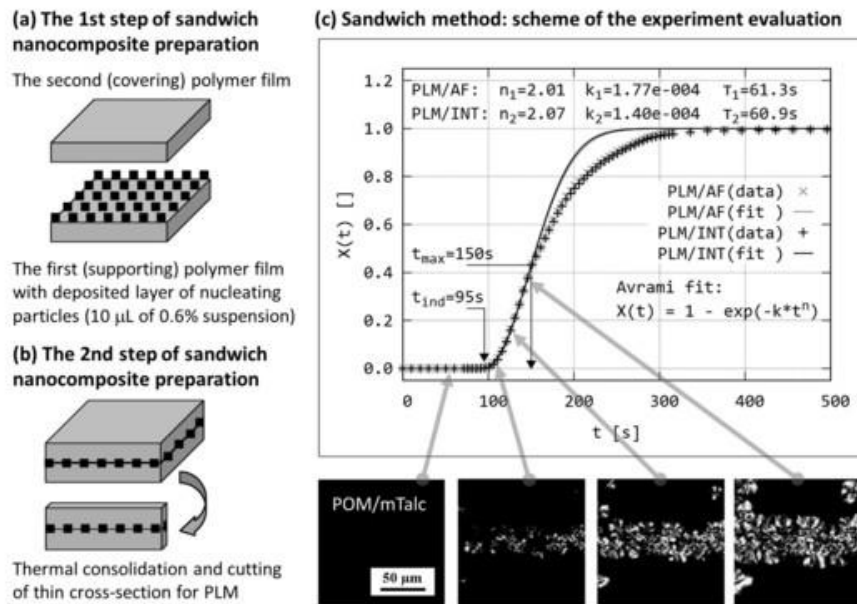 (a) The 1st step of sandwich
nanocomposite preparation
The second (covering) polymer film
The first (supporting) polymer film
with deposited layer of nucleating
particles (10 μL of 0.6% suspension)
(b) The 2nd step of sandwich
nanocomposite preparation
Thermal consolidation and cutting
of thin cross-section for PLM
(c) Sandwich method: scheme of the experiment evaluation
PLM/AF: n1=2.01 k1=1.77e-004 τ1=61.3s
PLM/INT: n2=2.07 k2=1.40e-004 τ2=60.9s
1.2
1.0
0.8
0.6
0.4
0.2
0.0
X(t) []
PLM/AF(data)
PLM/AF(fit )
PLM/INT(data)
PLM/INT(fit )
tmax=150s
tind=95s
Avrami fit:
X(t) = 1 - exp(-k*t^n)
0 100 200 300 400 500
t [s]
POM/mTalc
50 μm